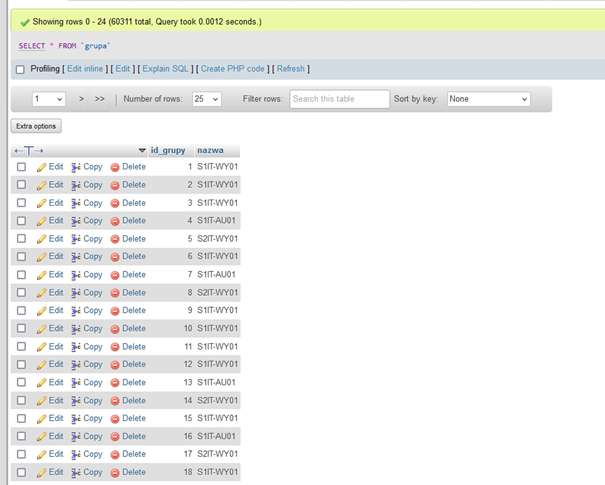 Showing rows 0 - 24 (60311 total, Query took 0.0012 seconds.)
SELECT * FROM `grupa`
Profiling [ Edit inline ] [ Edit ] [ Explain SQL ] [ Create PHP code ] [ Refresh ]
1 > >> Number of rows: 25 Filter rows: Search this table Sort by key: None
Extra options
←T→ id_grupy nazwa
Edit Copy Delete 1 S1IT-WY01
Edit Copy Delete 2 S1IT-WY01
Edit Copy Delete 3 S1IT-WY01
Edit Copy Delete 4 S1IT-AU01
Edit Copy Delete 5 S2IT-WY01
Edit Copy Delete 6 S1IT-WY01
Edit Copy Delete 7 S1IT-AU01
Edit Copy Delete 8 S2IT-WY01
Edit Copy Delete 9 S1IT-WY01
Edit Copy Delete 10 S1IT-WY01
Edit Copy Delete 11 S1IT-WY01
Edit Copy Delete 12 S1IT-WY01
Edit Copy Delete 13 S1IT-AU01
Edit Copy Delete 14 S2IT-WY01
Edit Copy Delete 15 S1IT-WY01
Edit Copy Delete 16 S1IT-AU01
Edit Copy Delete 17 S2IT-WY01
Edit Copy Delete 18 S1IT-WY01